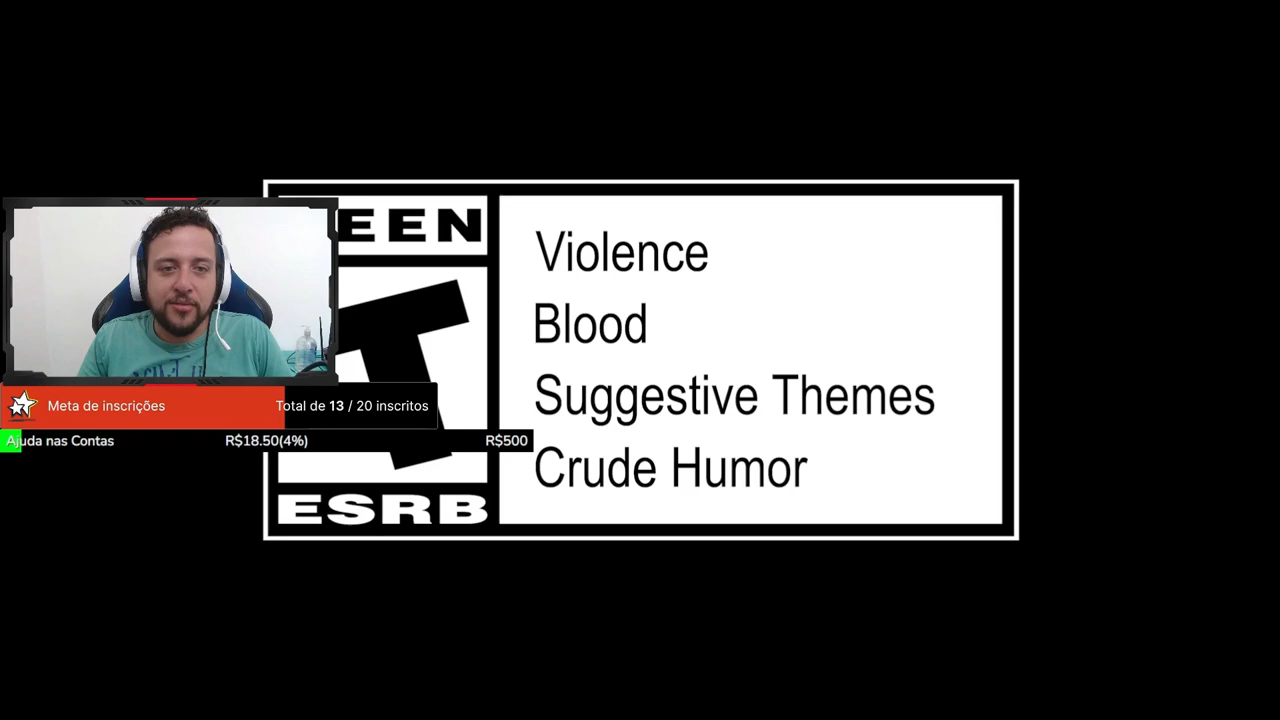 EEN
T
ESRB
Violence
Blood
Suggestive Themes
Crude Humor
Meta de inscrições Total de 13 / 20 inscritos
Ajuda nas Contas R$18.50(4%) R$500